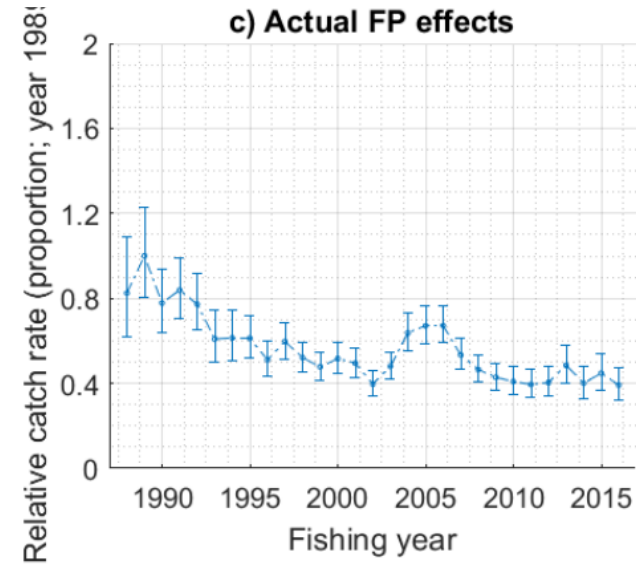 c) Actual FP effects
Relative catch rate (proportion; year 1989
2
1.6
1.2
0.8
0.4
0
1990 1995 2000 2005 2010 2015
Fishing year